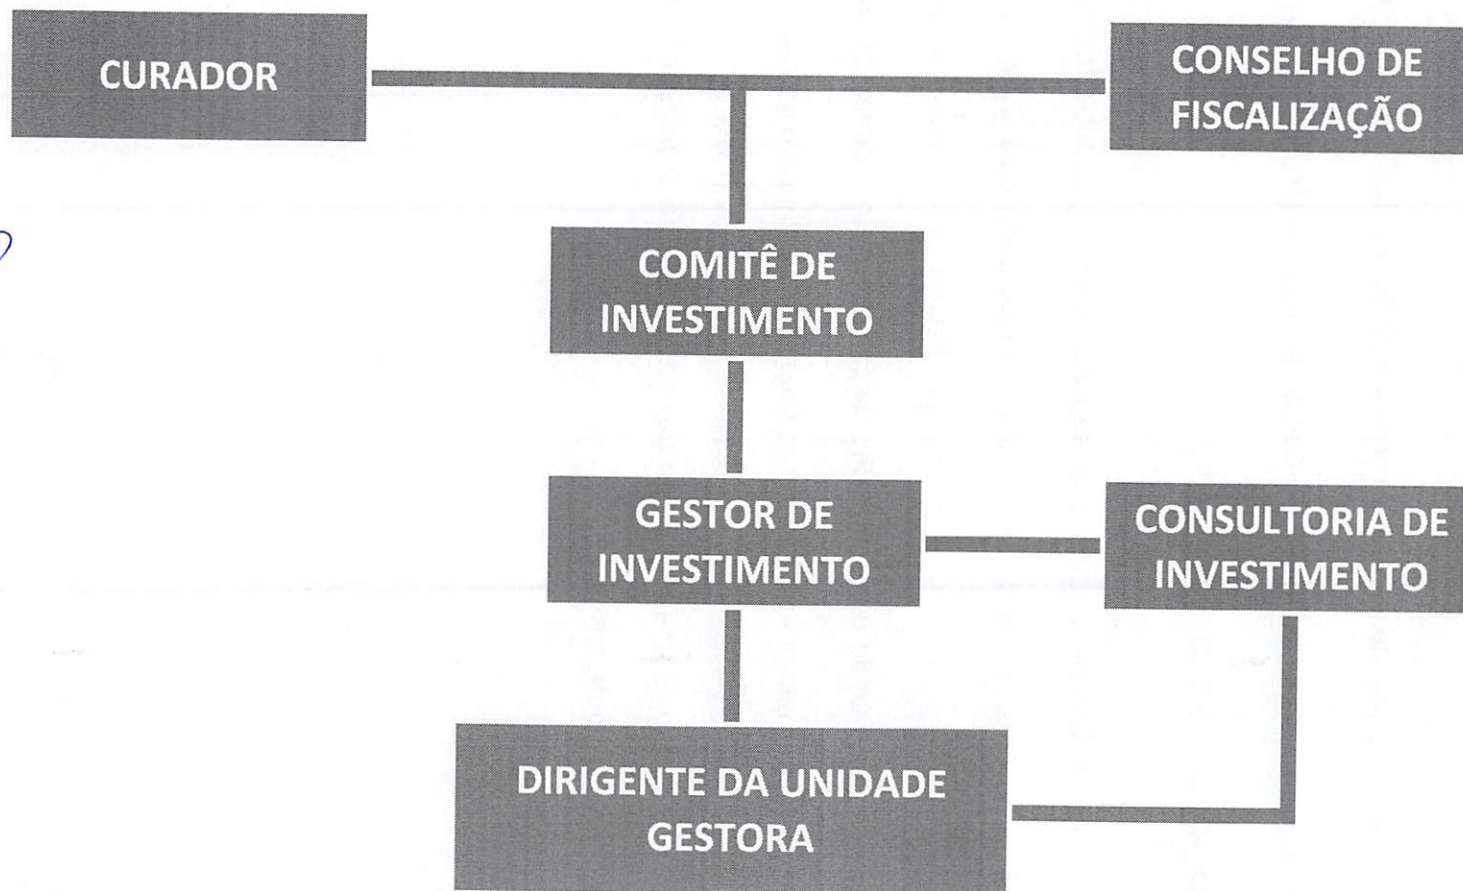 CURADOR
CONSELHO DE
FISCALIZAÇÃO
COMITÊ DE
INVESTIMENTO
GESTOR DE
INVESTIMENTO
CONSULTORIA DE
INVESTIMENTO
DIRIGENTE DA UNIDADE
GESTORA